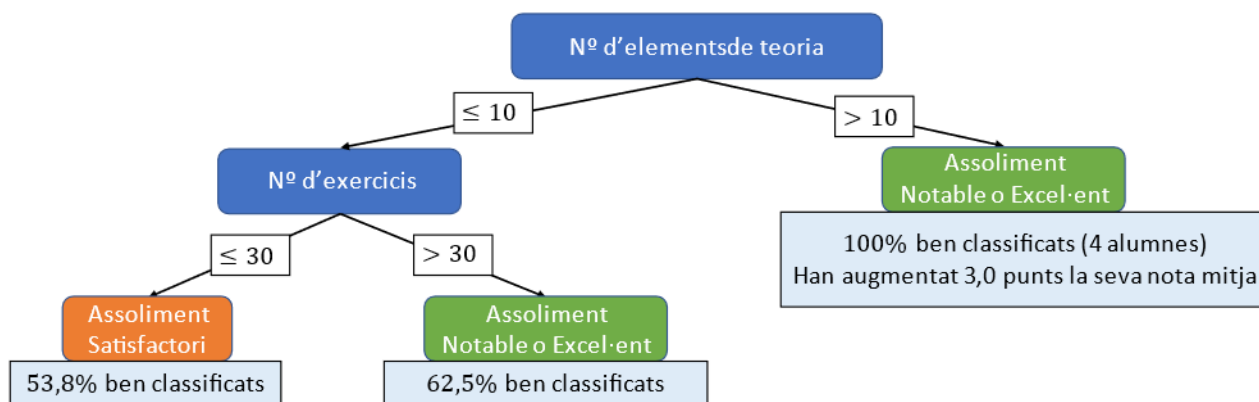 Nº d’elementsde teoria
≤ 10
> 10
Nº d’exercicis
Assoliment
Notable o Excel·ent
100% ben classificats (4 alumnes)
Han augmentat 3,0 punts la seva nota mitja
≤ 30
> 30
Assoliment
Satisfactori
53,8% ben classificats
Assoliment
Notable o Excel·ent
62,5% ben classificats